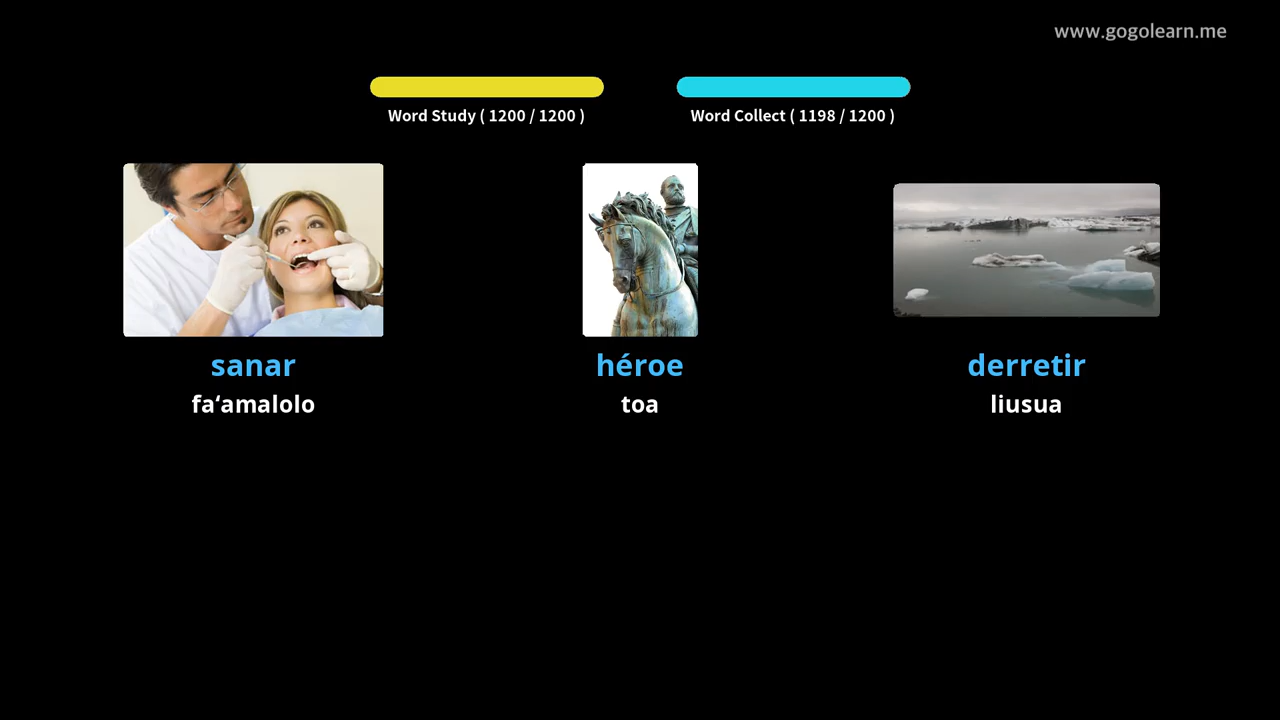 www.gogolearn.me
Word Study ( 1200 / 1200 )
Word Collect ( 1198 / 1200 )
sanar
fa‘amalolo
héroe
toa
derretir
liusua